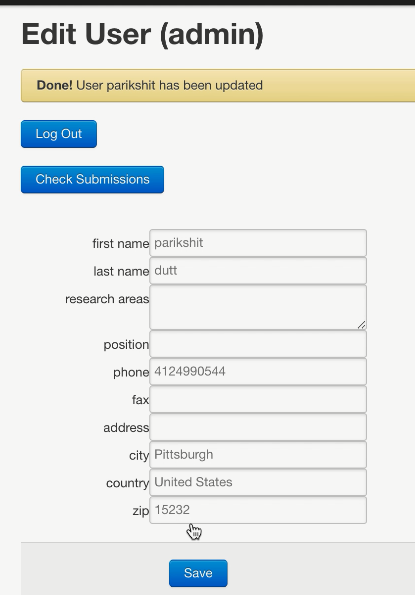 Edit User (admin)
Done! User parikshit has been updated
Log Out
Check Submissions
first name parikshit
last name dutt
research areas
position
phone 4124990544
fax
address
city Pittsburgh
country United States
zip 15232
Save